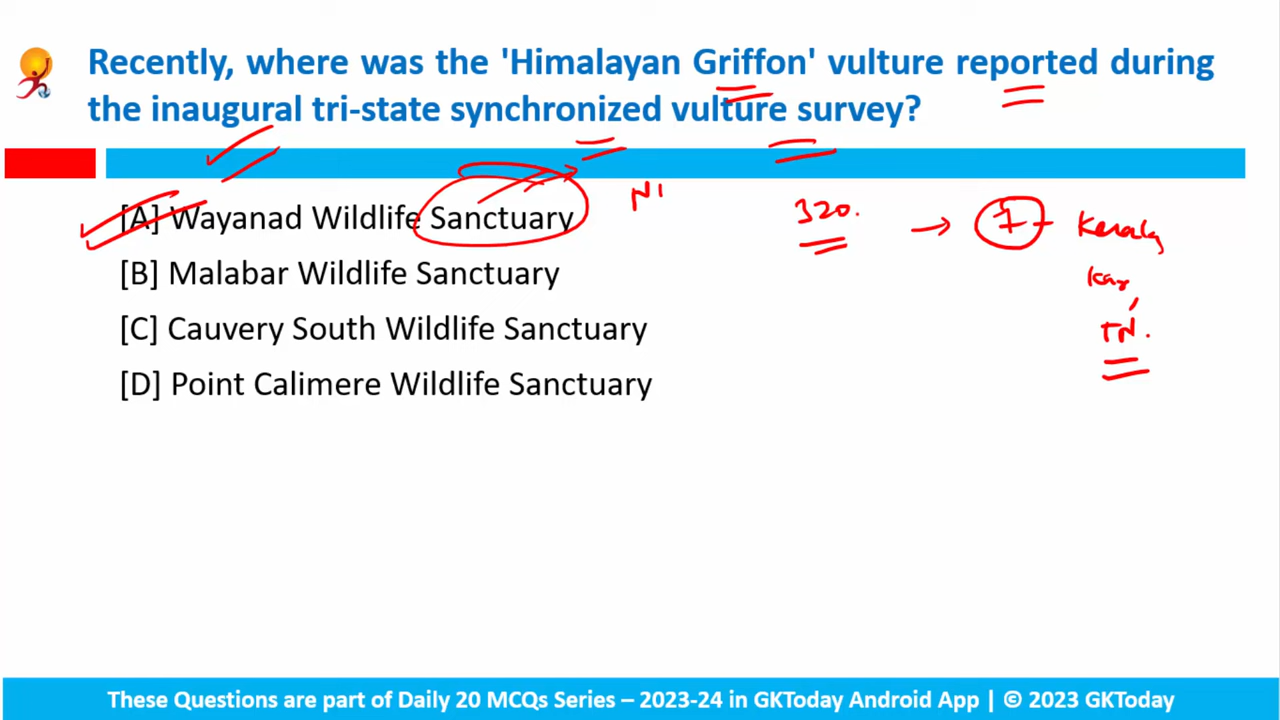 Recently, where was the 'Himalayan Griffon' vulture reported during
the inaugural tri-state synchronized vulture survey?
[A] Wayanad Wildlife Sanctuary
320.
7 - Kerala
[B] Malabar Wildlife Sanctuary
Kar
[C] Cauvery South Wildlife Sanctuary
TN.
[D] Point Calimere Wildlife Sanctuary
These Questions are part of Daily 20 MCQs Series – 2023-24 in GKToday Android App | © 2023 GKToday